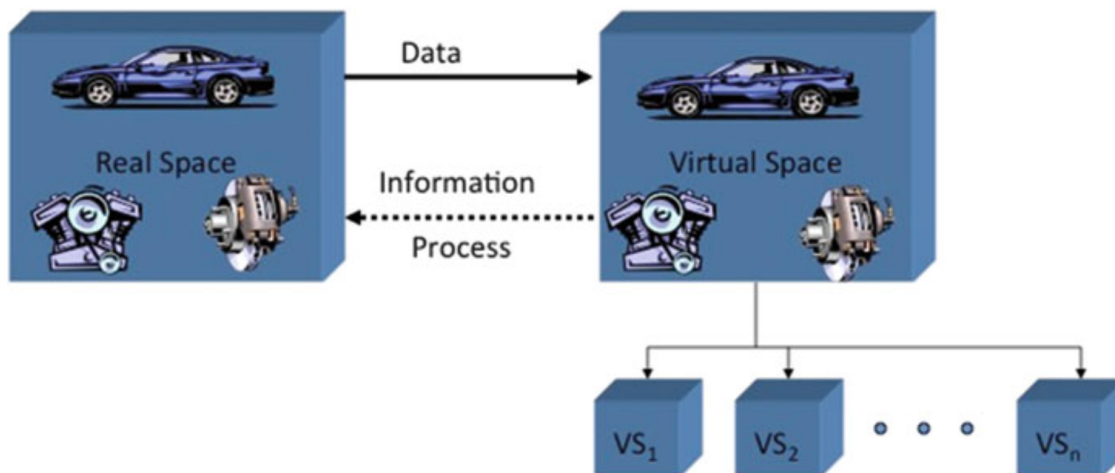 Data
Real Space
Virtual Space
Information
Process
VS₁
VS₂
VSₙ